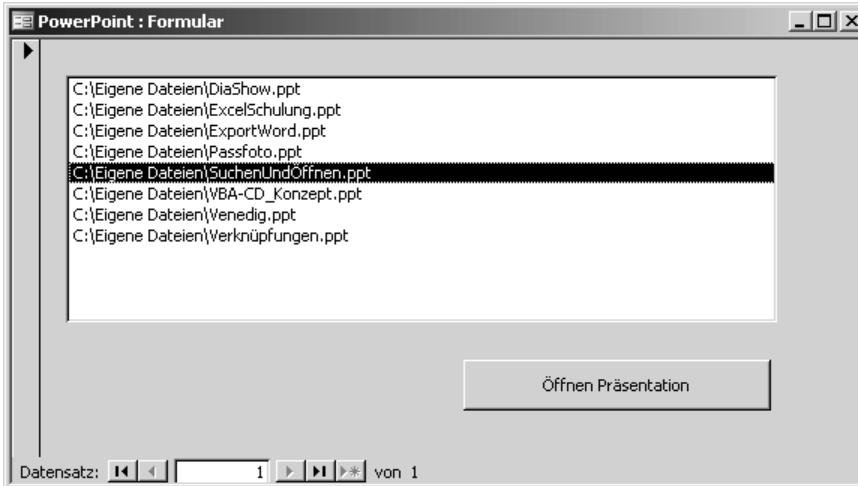 PowerPoint : Formular
C:\Eigene Dateien\DiaShow.ppt
C:\Eigene Dateien\ExcelSchulung.ppt
C:\Eigene Dateien\ExportWord.ppt
C:\Eigene Dateien\Passfoto.ppt
C:\Eigene Dateien\SuchenUndÖffnen.ppt
C:\Eigene Dateien\VBA-CD_Konzept.ppt
C:\Eigene Dateien\Venedig.ppt
C:\Eigene Dateien\Verknüpfungen.ppt
Öffnen Präsentation
Datensatz: 1 von 1